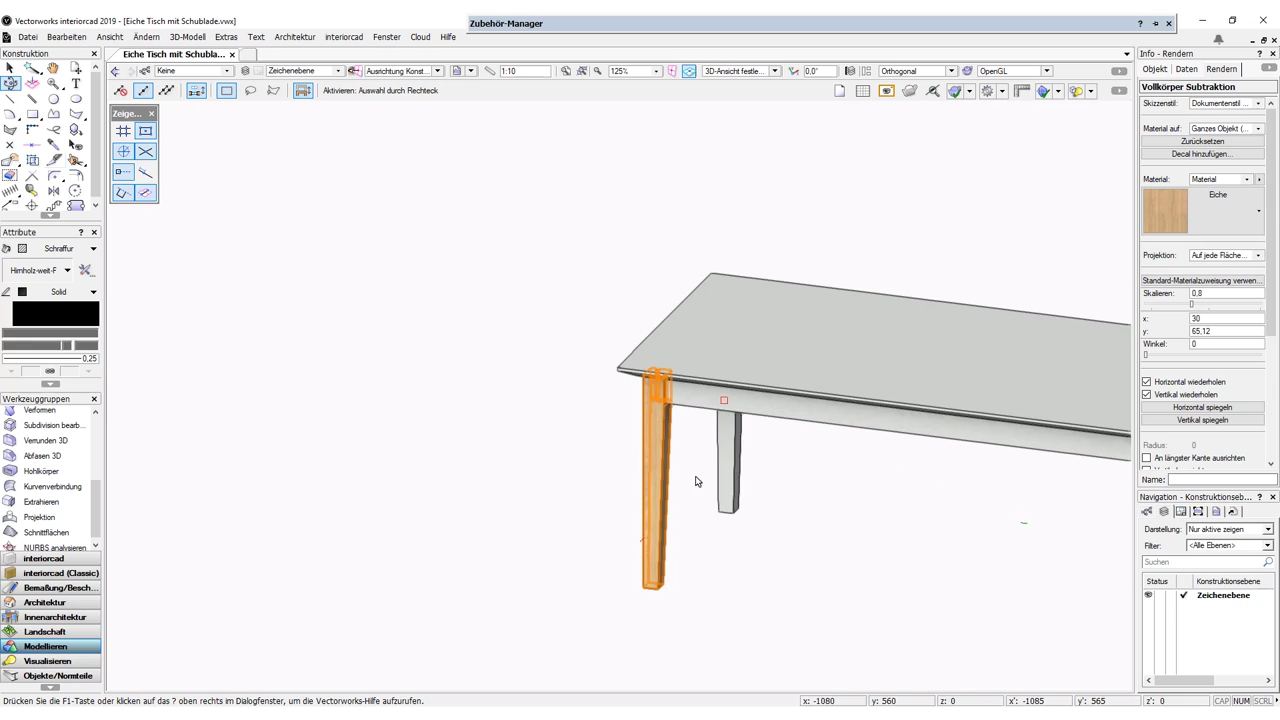 Vectorworks interiorcad 2019 - [Eiche Tisch mit Schublade.vwx]
Zubehör-Manager
Datei Bearbeiten Ansicht Ändern 3D-Modell Extras Text Architektur interiorcad Fenster Cloud Hilfe
Konstruktion
Eiche Tisch mit Schubla...
Info - Rendern
Objekt Daten Rendern
Keine
Zeichenebene
Ausrichtung Konst...
1:10
125%
3D-Ansicht festle...
0,0°
Orthogonal
OpenGL
Aktivieren: Auswahl durch Rechteck
Vollkörper Subtraktion
Skizzenstil: Dokumentenstil ...
Zeige...
Material auf: Ganzes Objekt (...
Zurücksetzen
Decal hinzufügen...
Material: Material
Eiche
Attribute
Schraffur
Hirnholz-weit-F
Solid
0,25
Projektion: Auf jede Fläche...
Standard-Materialzuweisung verwen...
Skalieren: 0,8
x: 30
y: 65,12
Winkel: 0
Horizontal wiederholen
Vertikal wiederholen
Horizontal spiegeln
Vertikal spiegeln
Radius: 0
An längster Kante ausrichten
Name:
Werkzeuggruppen
Verformen
Subdivision bearb...
Verrunden 3D
Abfasen 3D
Hohlkörper
Kurvenverbindung
Extrahieren
Projektion
Schnittflächen
NURBS analysieren
interiorcad
interiorcad (Classic)
Bemaßung/Besch...
Architektur
Innenarchitektur
Landschaft
Modellieren
Visualisieren
Objekte/Normteile
Navigation - Konstruktionseb...
Darstellung: Nur aktive zeigen
Filter: <Alle Ebenen>
Suchen
Status Konstruktionsebene
Zeichenebene
Drücken Sie die F1-Taste oder klicken auf das ? oben rechts im Dialogfenster, um die Vectorworks-Hilfe aufzurufen.
x: -1080 y: 560 z: 0 x': -1085 y': 565 z': 0 CAP NUM SCRL